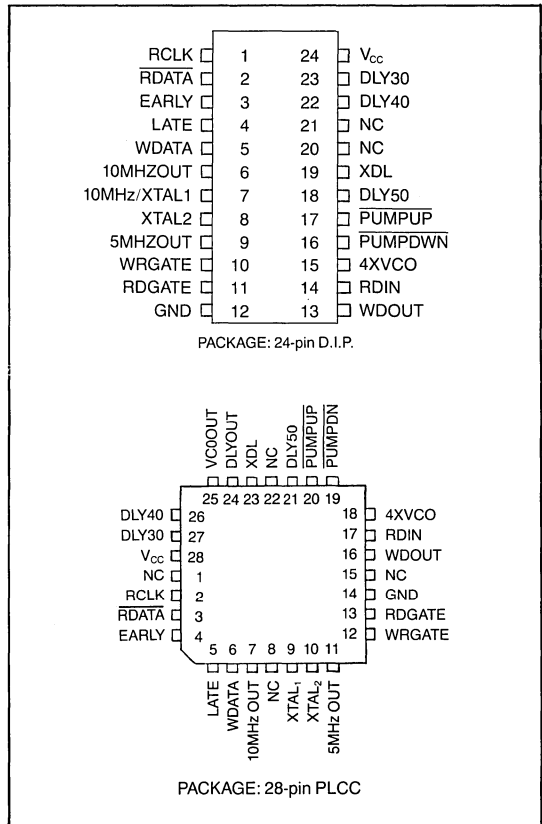 RCLK 1 24 Vcc
RDATA 2 23 DLY30
EARLY 3 22 DLY40
LATE 4 21 NC
WDATA 5 20 NC
10MHZOUT 6 19 XDL
10MHz/XTAL1 7 18 DLY50
XTAL2 8 17 PUMPUP
5MHZOUT 9 16 PUMPDWN
WRGATE 10 15 4XVCO
RDGATE 11 14 RDIN
GND 12 13 WDOUT
PACKAGE: 24-pin D.I.P.
VC0OUT DLYOUT XDL NC DLY50 PUMPUP PUMPDN
25 24 23 22 21 20 19
DLY40 26 18 4XVCO
DLY30 27 17 RDIN
Vcc 28 16 WDOUT
NC 1 15 NC
RCLK 2 14 GND
RDATA 3 13 RDGATE
EARLY 4 12 WRGATE
5 6 7 8 9 10 11
LATE WDATA 10MHz OUT NC XTAL1 XTAL2 5MHz OUT
PACKAGE: 28-pin PLCC